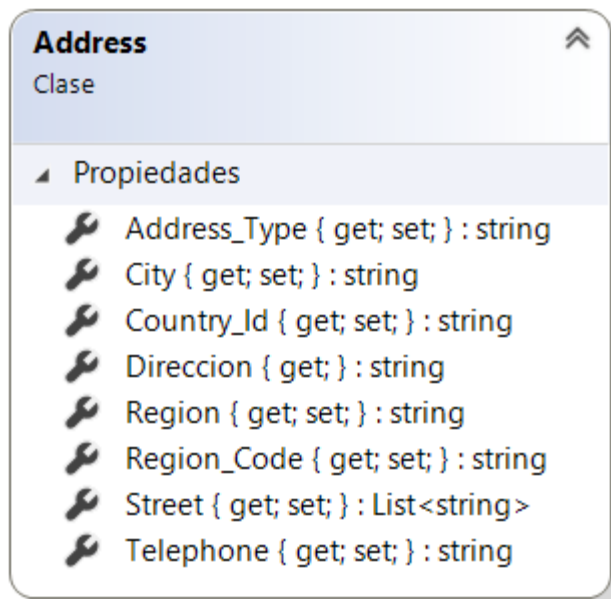 Address
Clase
Propiedades
Address_Type { get; set; } : string
City { get; set; } : string
Country_Id { get; set; } : string
Direccion { get; } : string
Region { get; set; } : string
Region_Code { get; set; } : string
Street { get; set; } : List<string>
Telephone { get; set; } : string